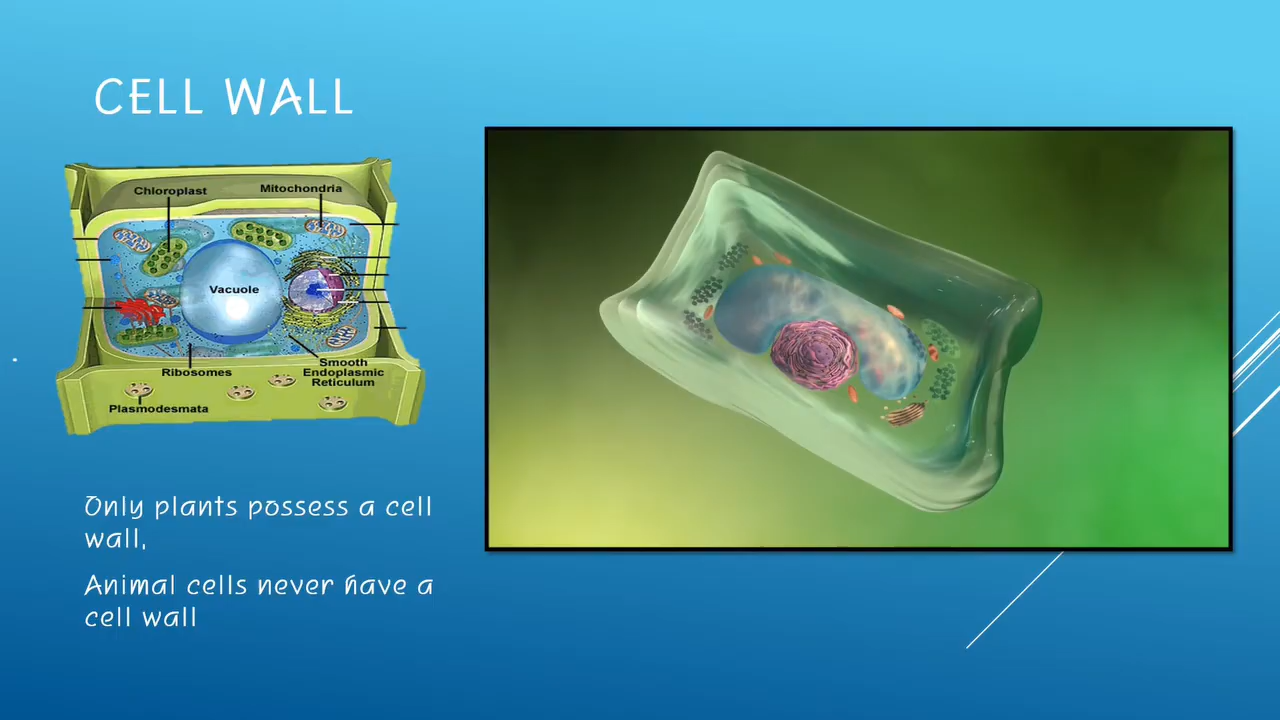 CELL WALL
Chloroplast
Mitochondria
Vacuole
Ribosomes
Smooth
Endoplasmic
Reticulum
Plasmodesmata
Only plants possess a cell
wall,
Animal cells never have a
cell wall